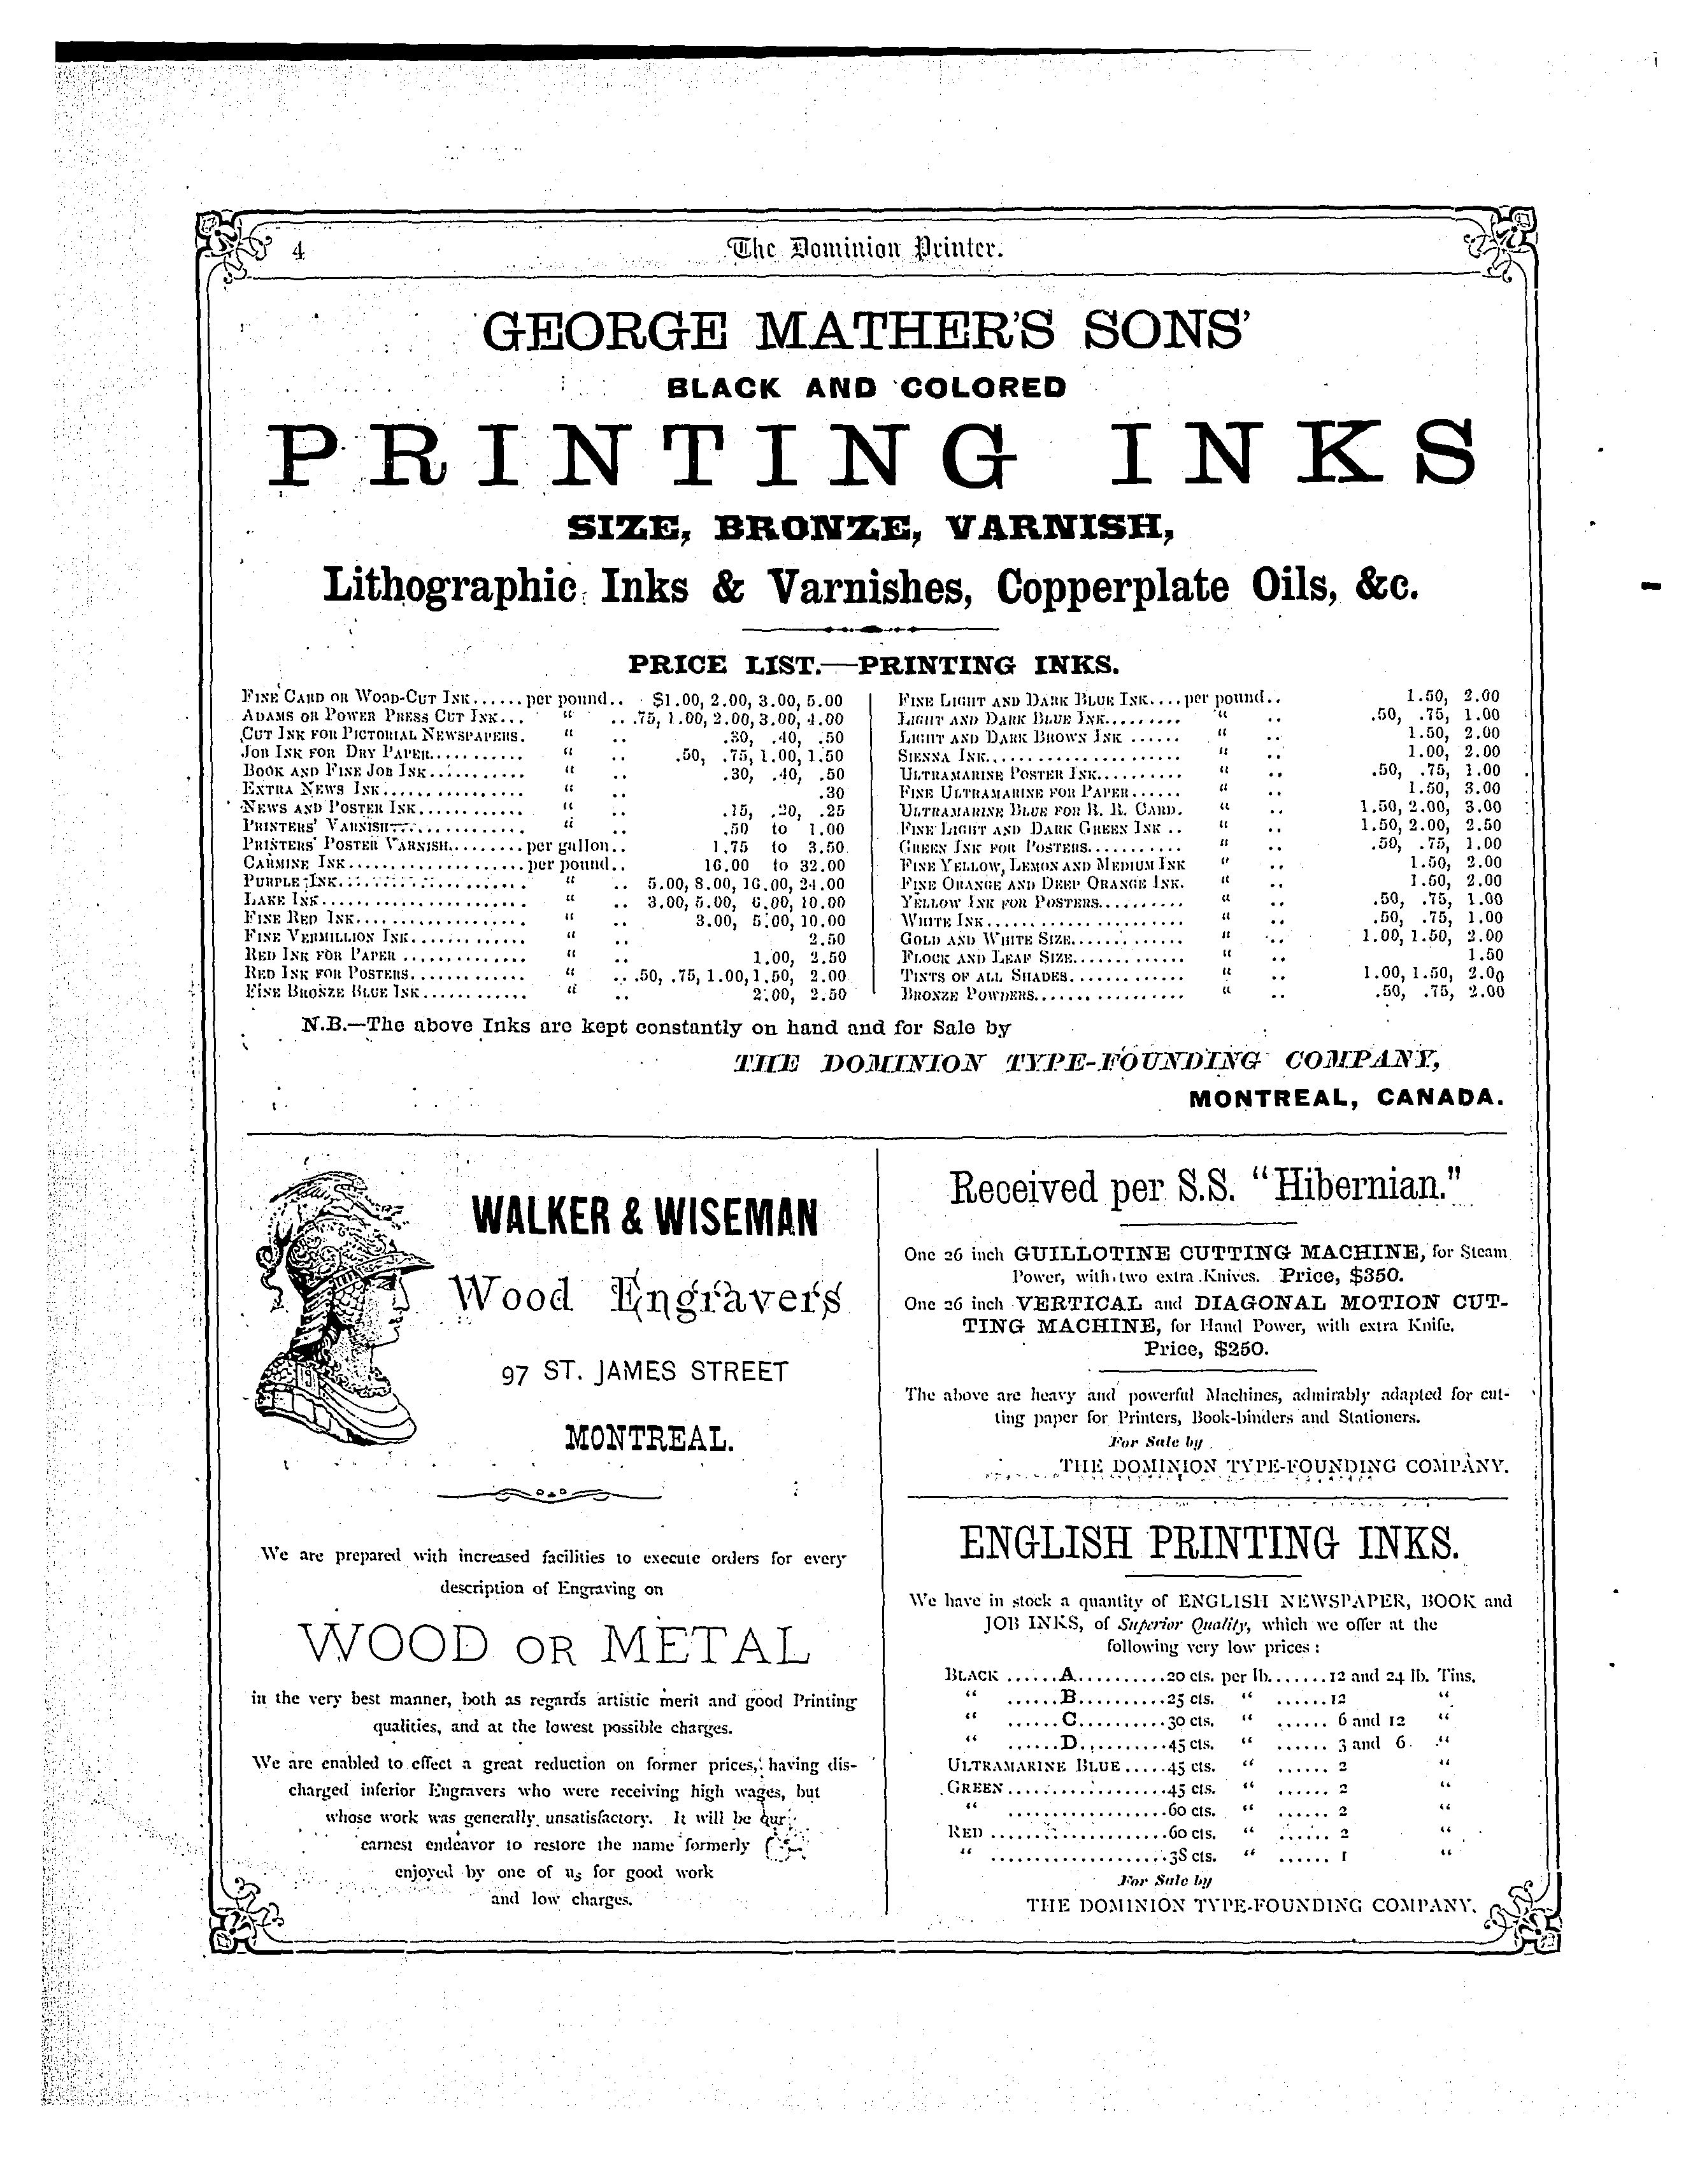 4
The Dominion Printer.
GEORGE MATHER'S SONS'
BLACK AND COLORED
PRINTING INKS
SIZE, BRONZE, VARNISH,
Lithographic Inks & Varnishes, Copperplate Oils, &c.
PRICE LIST.—PRINTING INKS.
FINE CARD OR WOOD-CUT INK......per pound.. $1.00, 2.00, 3.00, 5.00
ADAMS OR POWER PRESS CUT INK... " .. .75, 1.00, 2.00, 3.00, 4.00
CUT INK FOR PICTORIAL NEWSPAPERS. " .. .30, .40, .50
JOB INK FOR DRY PAPER........... " .. .50, .75, 1.00, 1.50
BOOK AND FINE JOB INK............ " .. .30, .40, .50
EXTRA NEWS INK................ " .. .30
NEWS AND POSTER INK............ " .. .15, .20, .25
PRINTERS' VARNISH............... " .. .50 to 1.00
PRINTERS' POSTER VARNISH.........per gallon.. 1.75 to 3.50
CARMINE INK......................per pound.. 16.00 to 32.00
PURPLE INK........................ " .. 5.00, 8.00, 16.00, 24.00
LAKE INK.......................... " .. 3.00, 5.00, 6.00, 10.00
FINE RED INK...................... " .. 3.00, 5.00, 10.00
FINE VERMILLION INK............. " .. 2.50
RED INK FOR PAPER .............. " .. 1.00, 2.50
RED INK FOR POSTERS............. " .. .50, .75, 1.00, 1.50, 2.00
FINE BRONZE BLUE INK............ " .. 2.00, 2.50
FINE LIGHT AND DARK BLUE INK....per pound.. 1.50, 2.00
LIGHT AND DARK BLUE INK......... " .. .50, .75, 1.00
LIGHT AND DARK BROWN INK ...... " .. 1.50, 2.00
SIENNA INK...................... " .. 1.00, 2.00
ULTRAMARINE POSTER INK.......... " .. .50, .75, 1.00
FINE ULTRAMARINE FOR PAPER...... " .. 1.50, 3.00
ULTRAMARINE BLUE FOR R. R. CARD. " .. 1.50, 2.00, 3.00
FINE LIGHT AND DARK GREEN INK .. " .. 1.50, 2.00, 2.50
GREEN INK FOR POSTERS............ " .. .50, .75, 1.00
FINE YELLOW, LEMON AND MEDIUM INK " .. 1.50, 2.00
FINE ORANGE AND DEEP ORANGE INK. " .. 1.50, 2.00
YELLOW INK FOR POSTERS.......... " .. .50, .75, 1.00
WHITE INK....................... " .. .50, .75, 1.00
GOLD AND WHITE SIZE.............. " .. 1.00, 1.50, 2.00
FLOCK AND LEAF SIZE.............. " .. 1.50
TINTS OF ALL SHADES.............. " .. 1.00, 1.50, 2.00
BRONZE POWDERS.................. " .. .50, .75, 2.00
N.B.—The above Inks are kept constantly on hand and for Sale by
THE DOMINION TYPE-FOUNDING COMPANY,
MONTREAL, CANADA.
WALKER & WISEMAN
Wood Engravers
97 ST. JAMES STREET
MONTREAL.
We are prepared with increased facilities to execute orders for every
description of Engraving on
WOOD OR METAL
in the very best manner, both as regards artistic merit and good Printing
qualities, and at the lowest possible charges.
We are enabled to effect a great reduction on former prices, having dis-
charged inferior Engravers who were receiving high wages, but
whose work was generally unsatisfactory. It will be our
earnest endeavor to restore the name formerly
enjoyed by one of us for good work
and low charges.
Received per S.S. "Hibernian."
One 26 inch GUILLOTINE CUTTING MACHINE, for Steam
Power, with two extra Knives. Price, $350.
One 26 inch VERTICAL and DIAGONAL MOTION CUT-
TING MACHINE, for Hand Power, with extra Knife.
Price, $250.
The above are heavy and powerful Machines, admirably adapted for cut-
ting paper for Printers, Book-binders and Stationers.
For Sale by
THE DOMINION TYPE-FOUNDING COMPANY.
ENGLISH PRINTING INKS.
We have in stock a quantity of ENGLISH NEWSPAPER, BOOK and
JOB INKS, of Superior Quality, which we offer at the
following very low prices :
BLACK ......A..........20 cts. per lb.......12 and 24 lb. Tins.
" ......B..........25 cts. " ......12 "
" ......C..........30 cts. " ...... 6 and 12 "
" ......D..........45 cts. " ...... 3 and 6 "
ULTRAMARINE BLUE.....45 cts. " ...... 2 "
GREEN...................45 cts. " ...... 2 "
" ...................60 cts. " ...... 2 "
RED .....................60 cts. " ...... 2 "
" .....................38 cts. " ...... 1 "
For Sale by
THE DOMINION TYPE-FOUNDING COMPANY.